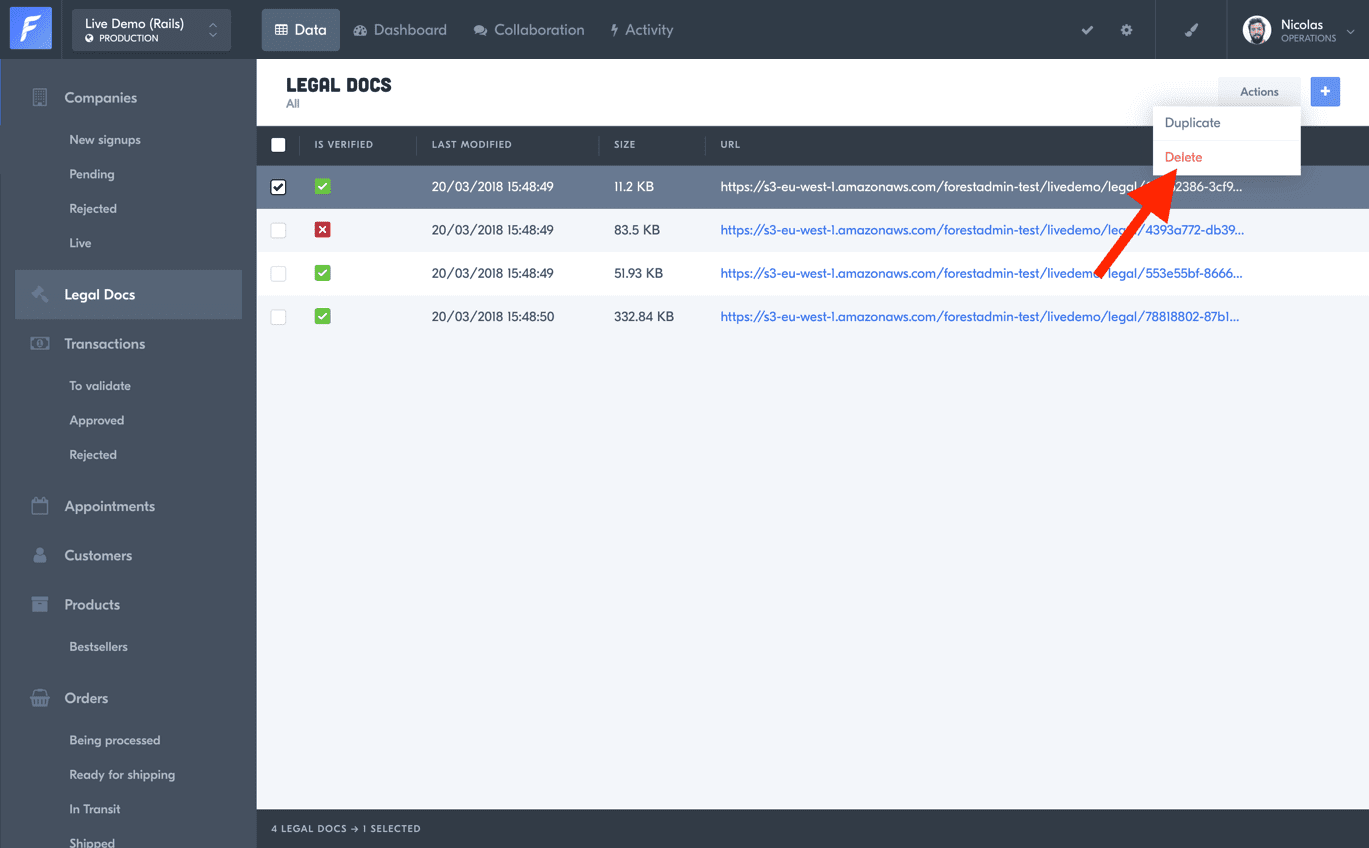 Live Demo (Rails)
PRODUCTION
Data
Dashboard
Collaboration
Activity
Nicolas
OPERATIONS
Companies
New signups
Pending
Rejected
Live
Legal Docs
Transactions
To validate
Approved
Rejected
Appointments
Customers
Products
Bestsellers
Orders
Being processed
Ready for shipping
In Transit
Shipped
LEGAL DOCS
All
Actions
+
Duplicate
Delete
IS VERIFIED LAST MODIFIED SIZE URL
20/03/2018 15:48:49 11.2 KB https://s3-eu-west-1.amazonaws.com/forestadmin-test/livedemo/legal/ 2386-3cf9...
20/03/2018 15:48:49 83.5 KB https://s3-eu-west-1.amazonaws.com/forestadmin-test/livedemo/legal/4393a772-db39...
20/03/2018 15:48:49 51.93 KB https://s3-eu-west-1.amazonaws.com/forestadmin-test/livedemo/legal/553e55bf-8666...
20/03/2018 15:48:50 332.84 KB https://s3-eu-west-1.amazonaws.com/forestadmin-test/livedemo/legal/78818802-87b1...
4 LEGAL DOCS → 1 SELECTED